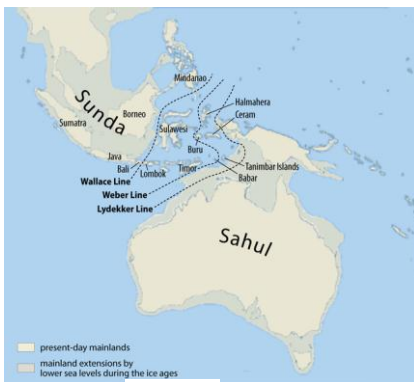 Mindanao
Sunda
Halmahera
Ceram
Borneo
Sumatra
Sulawesi
Buru
Java
Bali
Lombok
Timor
Tanimbar Islands
Babar
Wallace Line
Weber Line
Lydekker Line
Sahul
present-day mainlands
mainland extensions by
lower sea levels during the ice ages